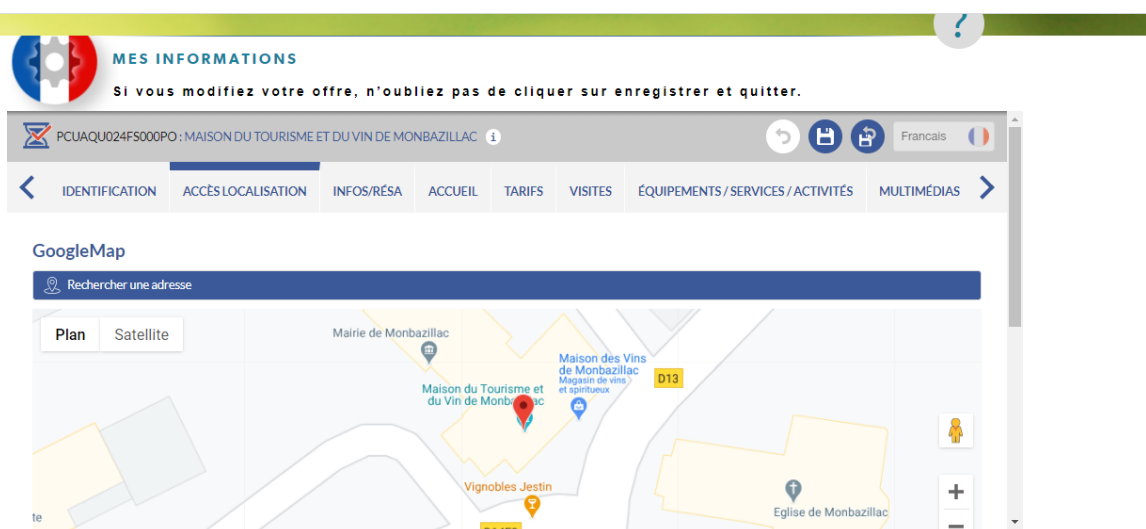 ?
MES INFORMATIONS
Si vous modifiez votre offre, n'oubliez pas de cliquer sur enregistrer et quitter.
PCUAQU024FS000PO : MAISON DU TOURISME ET DU VIN DE MONBAZILLAC i
Francais
IDENTIFICATION ACCÈS LOCALISATION INFOS/RÉSA ACCUEIL TARIFS VISITES ÉQUIPEMENTS / SERVICES / ACTIVITÉS MULTIMÉDIAS
GoogleMap
Rechercher une adresse
Plan Satellite
Mairie de Monbazillac
Maison des Vins
de Monbazillac
Magasin de vins
et spiritueux
D13
Maison du Tourisme et
du Vin de
Vignobles Jestin
Eglise de Monbazillac
te
+
−